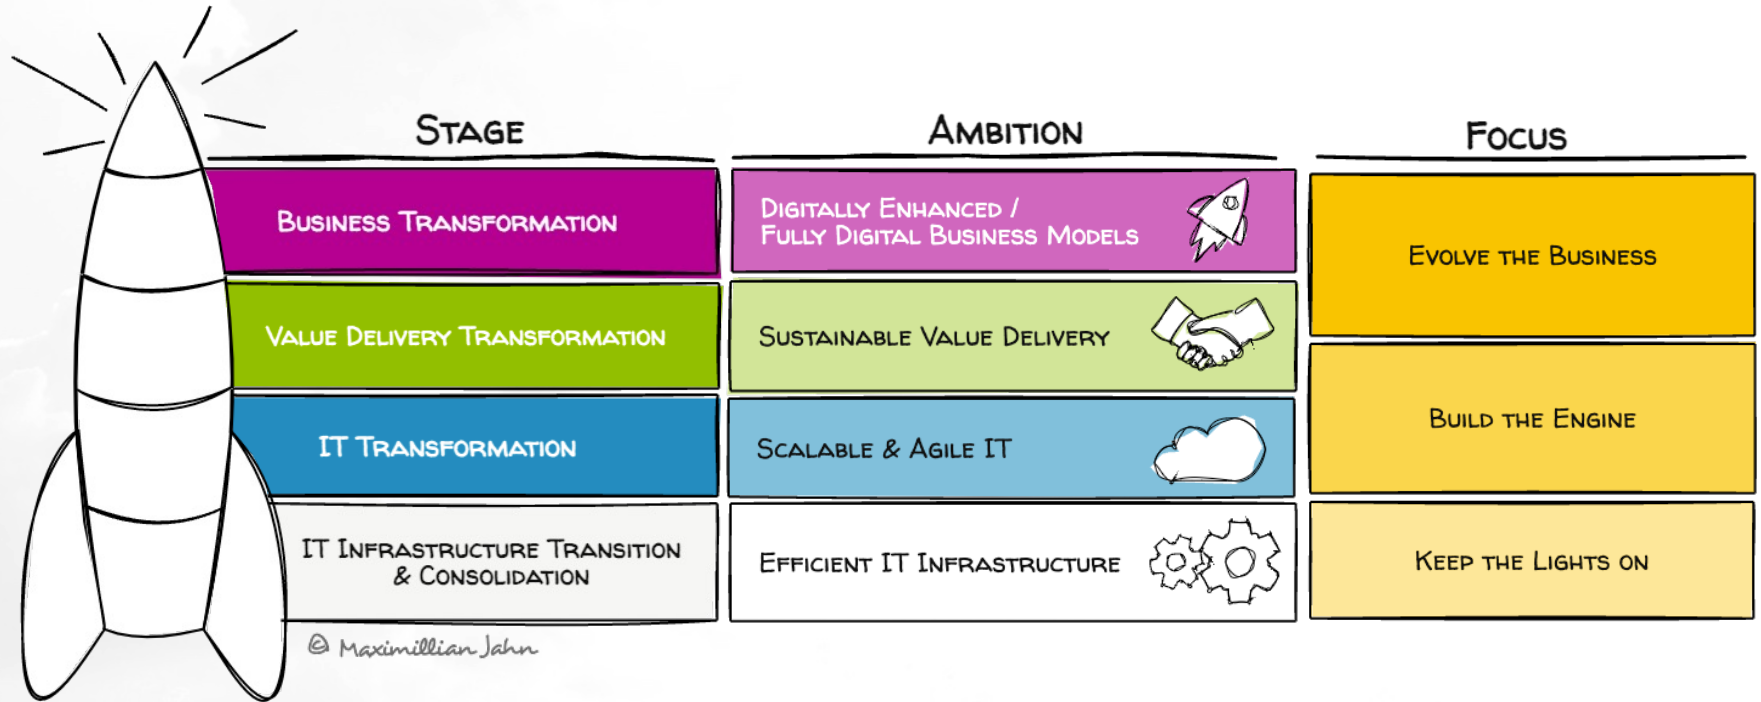 STAGE
AMBITION
FOCUS
BUSINESS TRANSFORMATION
DIGITALLY ENHANCED /
FULLY DIGITAL BUSINESS MODELS
EVOLVE THE BUSINESS
VALUE DELIVERY TRANSFORMATION
SUSTAINABLE VALUE DELIVERY
BUILD THE ENGINE
IT TRANSFORMATION
SCALABLE & AGILE IT
IT INFRASTRUCTURE TRANSITION
& CONSOLIDATION
EFFICIENT IT INFRASTRUCTURE
KEEP THE LIGHTS ON
© Maximillian Jahn